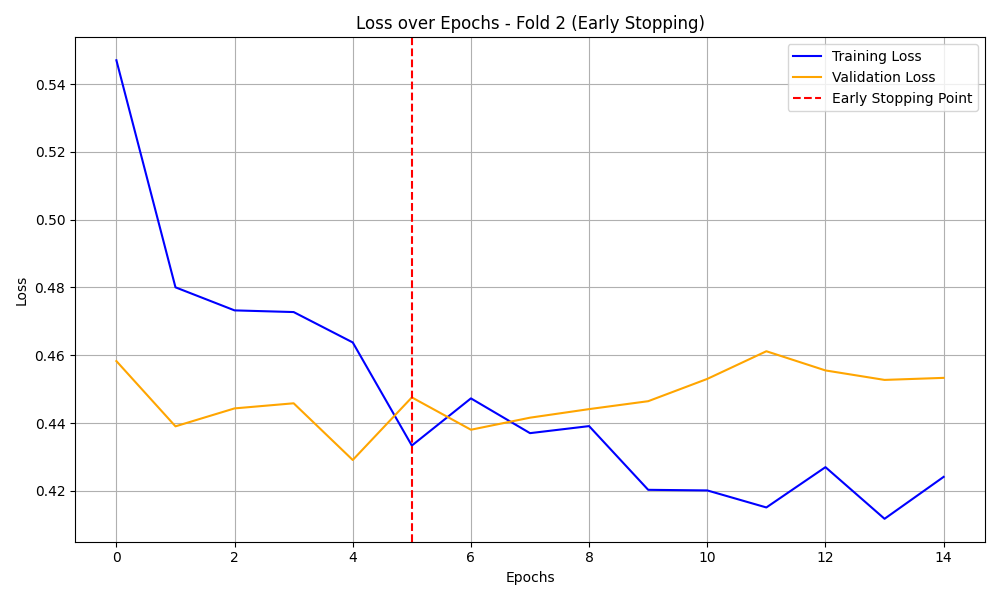 Loss over Epochs - Fold 2 (Early Stopping)
Training Loss
Validation Loss
Early Stopping Point
0.54
0.52
0.50
0.48
0.46
0.44
0.42
Loss
0 2 4 6 8 10 12 14
Epochs